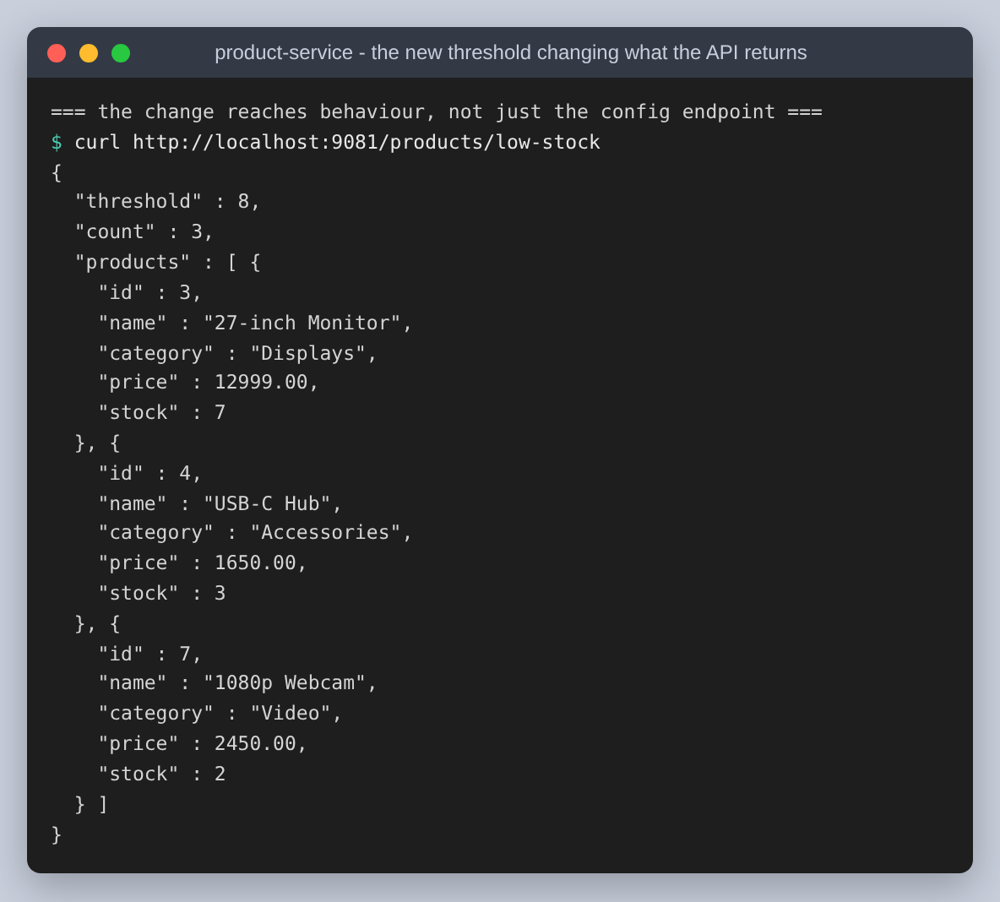 product-service - the new threshold changing what the API returns
=== the change reaches behaviour, not just the config endpoint ===
$ curl http://localhost:9081/products/low-stock
{
  "threshold" : 8,
  "count" : 3,
  "products" : [ {
    "id" : 3,
    "name" : "27-inch Monitor",
    "category" : "Displays",
    "price" : 12999.00,
    "stock" : 7
  }, {
    "id" : 4,
    "name" : "USB-C Hub",
    "category" : "Accessories",
    "price" : 1650.00,
    "stock" : 3
  }, {
    "id" : 7,
    "name" : "1080p Webcam",
    "category" : "Video",
    "price" : 2450.00,
    "stock" : 2
  } ]
}